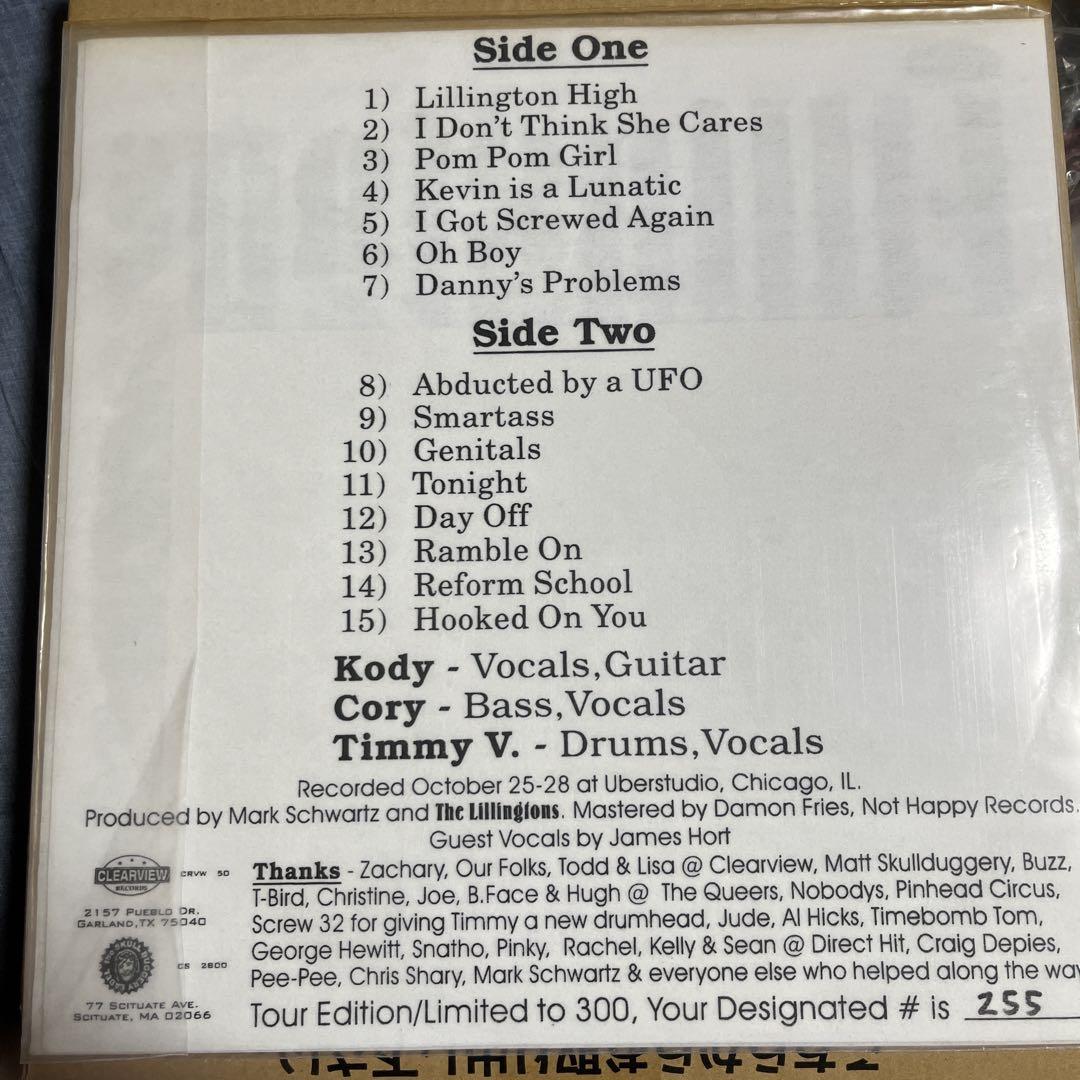 Side One
1) Lillington High
2) I Don't Think She Cares
3) Pom Pom Girl
4) Kevin is a Lunatic
5) I Got Screwed Again
6) Oh Boy
7) Danny's Problems
Side Two
8) Abducted by a UFO
9) Smartass
10) Genitals
11) Tonight
12) Day Off
13) Ramble On
14) Reform School
15) Hooked On You
Kody - Vocals,Guitar
Cory - Bass,Vocals
Timmy V. - Drums,Vocals
Recorded October 25-28 at Uberstudio, Chicago, IL.
Produced by Mark Schwartz and The Lillingtons. Mastered by Damon Fries, Not Happy Records.
Guest Vocals by James Hort
CLEARVIEW
RECORDS
CRVW 50
2157 Pueblo Dr.
Garland, TX 75040
CS 2800
77 Scituate Ave.
Scituate, MA 02066
Thanks - Zachary, Our Folks, Todd & Lisa @ Clearview, Matt Skullduggery, Buzz,
T-Bird, Christine, Joe, B.Face & Hugh @ The Queers, Nobodys, Pinhead Circus,
Screw 32 for giving Timmy a new drumhead, Jude, Al Hicks, Timebomb Tom,
George Hewitt, Snatho, Pinky, Rachel, Kelly & Sean @ Direct Hit, Craig Depies,
Pee-Pee, Chris Shary, Mark Schwartz & everyone else who helped along the way
Tour Edition/Limited to 300, Your Designated # is 255